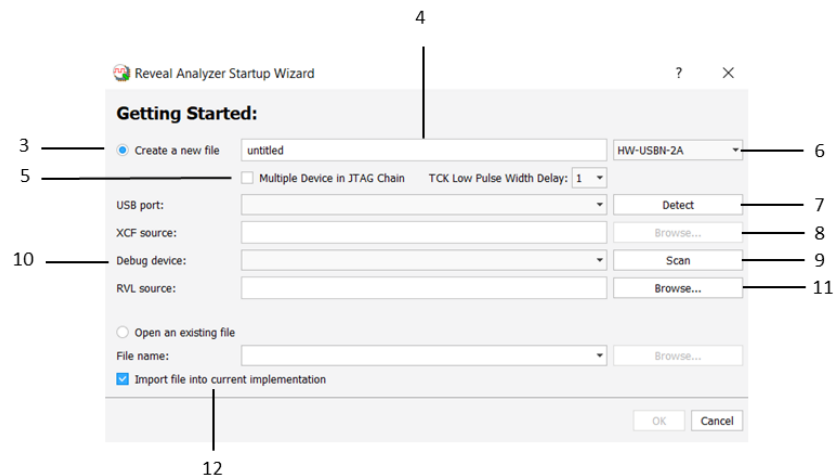 4
Reveal Analyzer Startup Wizard ? ×
Getting Started:
3 Create a new file untitled HW-USBN-2A 6
5 Multiple Device in JTAG Chain TCK Low Pulse Width Delay: 1
USB port: Detect 7
XCF source: Browse... 8
10 Debug device: Scan 9
RVL source: Browse... 11
Open an existing file
File name: Browse...
Import file into current implementation
OK Cancel
12